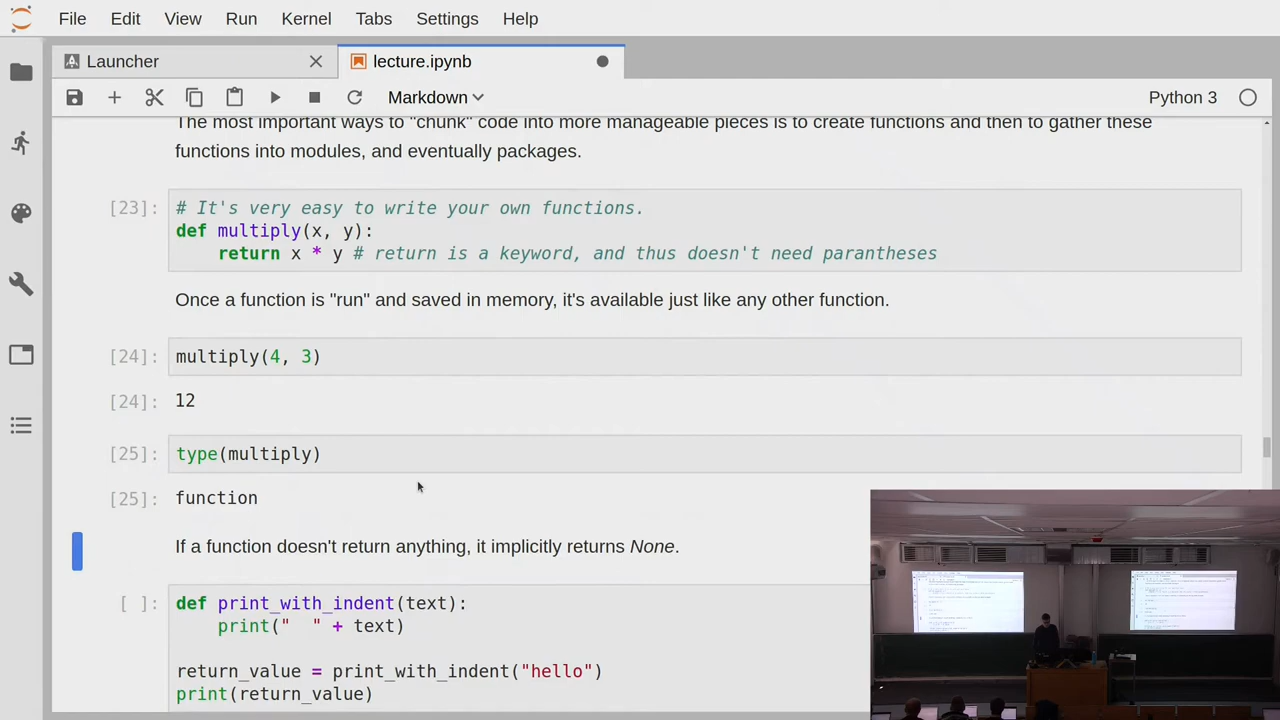 File Edit View Run Kernel Tabs Settings Help
Launcher lecture.ipynb
Markdown Python 3
The most important ways to "chunk" code into more manageable pieces is to create functions and then to gather these
functions into modules, and eventually packages.
[23]: # It's very easy to write your own functions.
def multiply(x, y):
return x * y # return is a keyword, and thus doesn't need parantheses
Once a function is "run" and saved in memory, it's available just like any other function.
[24]: multiply(4, 3)
[24]: 12
[25]: type(multiply)
[25]: function
If a function doesn't return anything, it implicitly returns None.
[ ]: def print_with_indent(text):
print("  " + text)
return_value = print_with_indent("hello")
print(return_value)